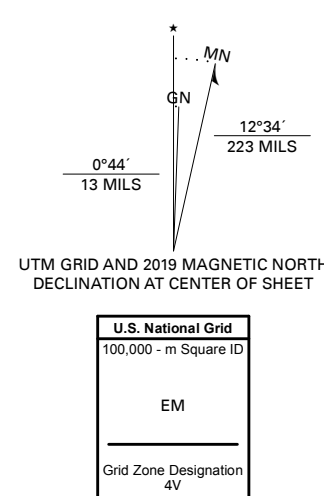 ★
MN
GN
12°34´
223 MILS
0°44´
13 MILS
UTM GRID AND 2019 MAGNETIC NORTH
DECLINATION AT CENTER OF SHEET
U.S. National Grid
100,000 - m Square ID
EM
Grid Zone Designation
4V